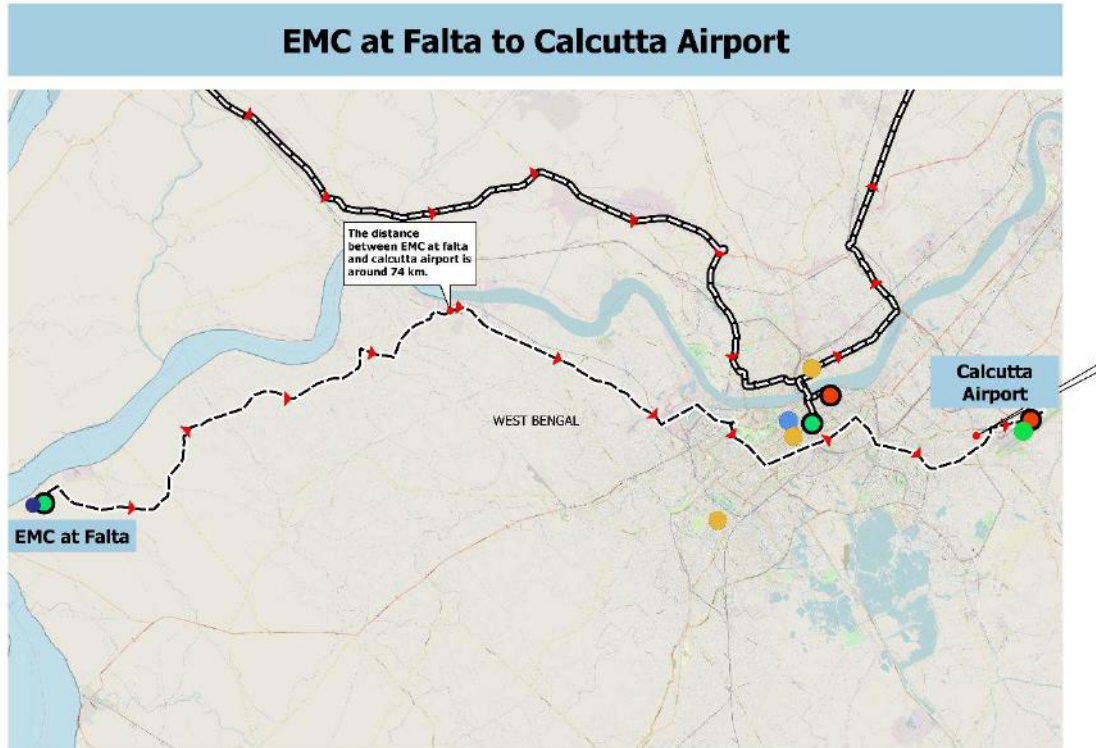 EMC at Falta to Calcutta Airport
The distance
between EMC at falta
and calcutta airport is
around 74 km.
WEST BENGAL
Calcutta
Airport
EMC at Falta